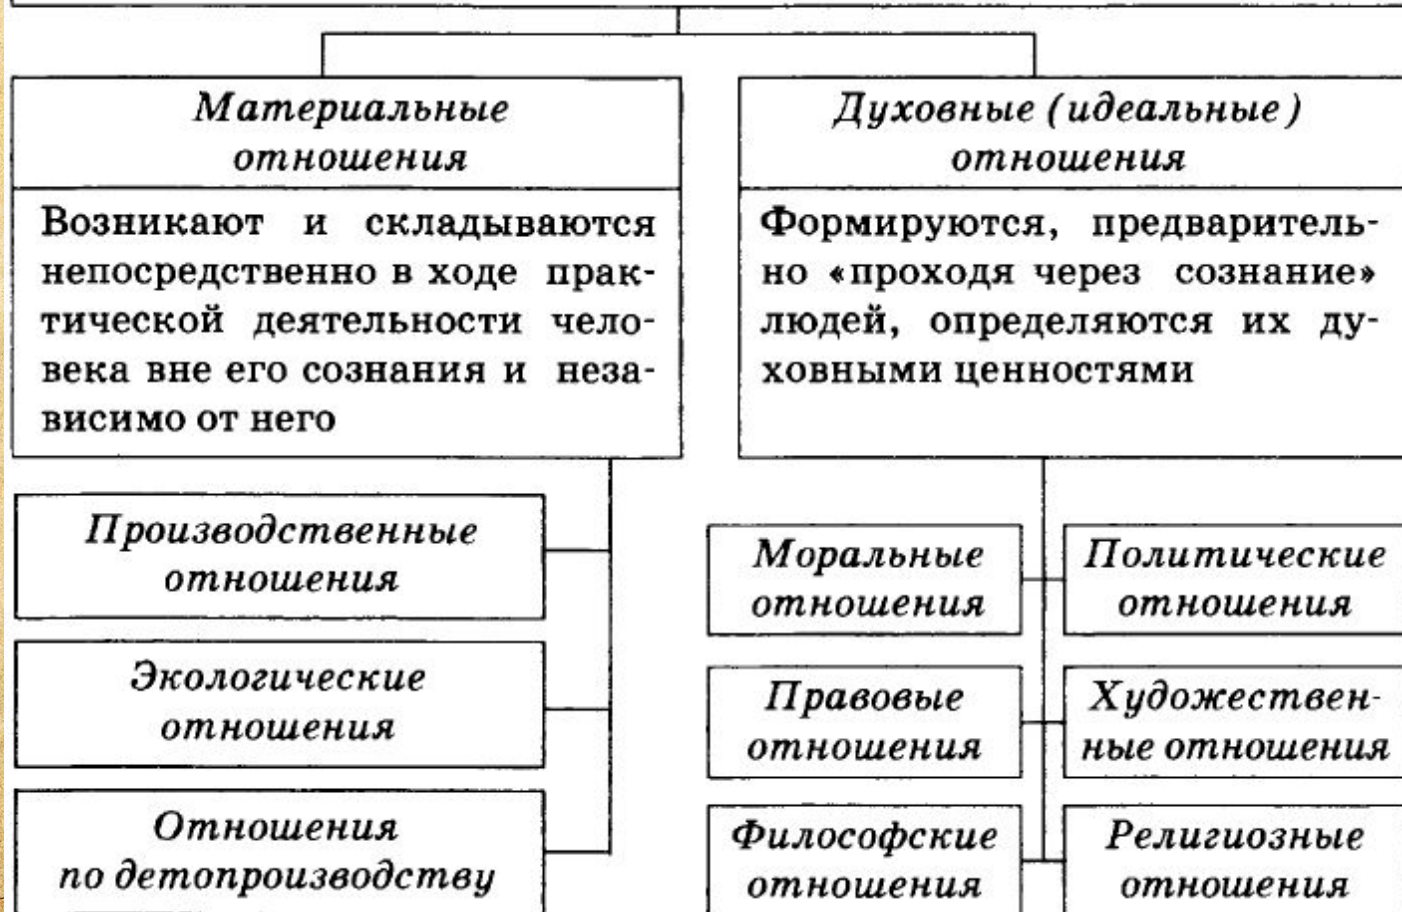 Материальные
отношения
Возникают и складываются
непосредственно в ходе прак-
тической деятельности чело-
века вне его сознания и неза-
висимо от него
Производственные
отношения
Экологические
отношения
Отношения
по детопроизводству
Духовные (идеальные)
отношения
Формируются, предваритель-
но «проходя через сознание»
людей, определяются их ду-
ховными ценностями
Моральные
отношения
Политические
отношения
Правовые
отношения
Художествен-
ные отношения
Философские
отношения
Религиозные
отношения